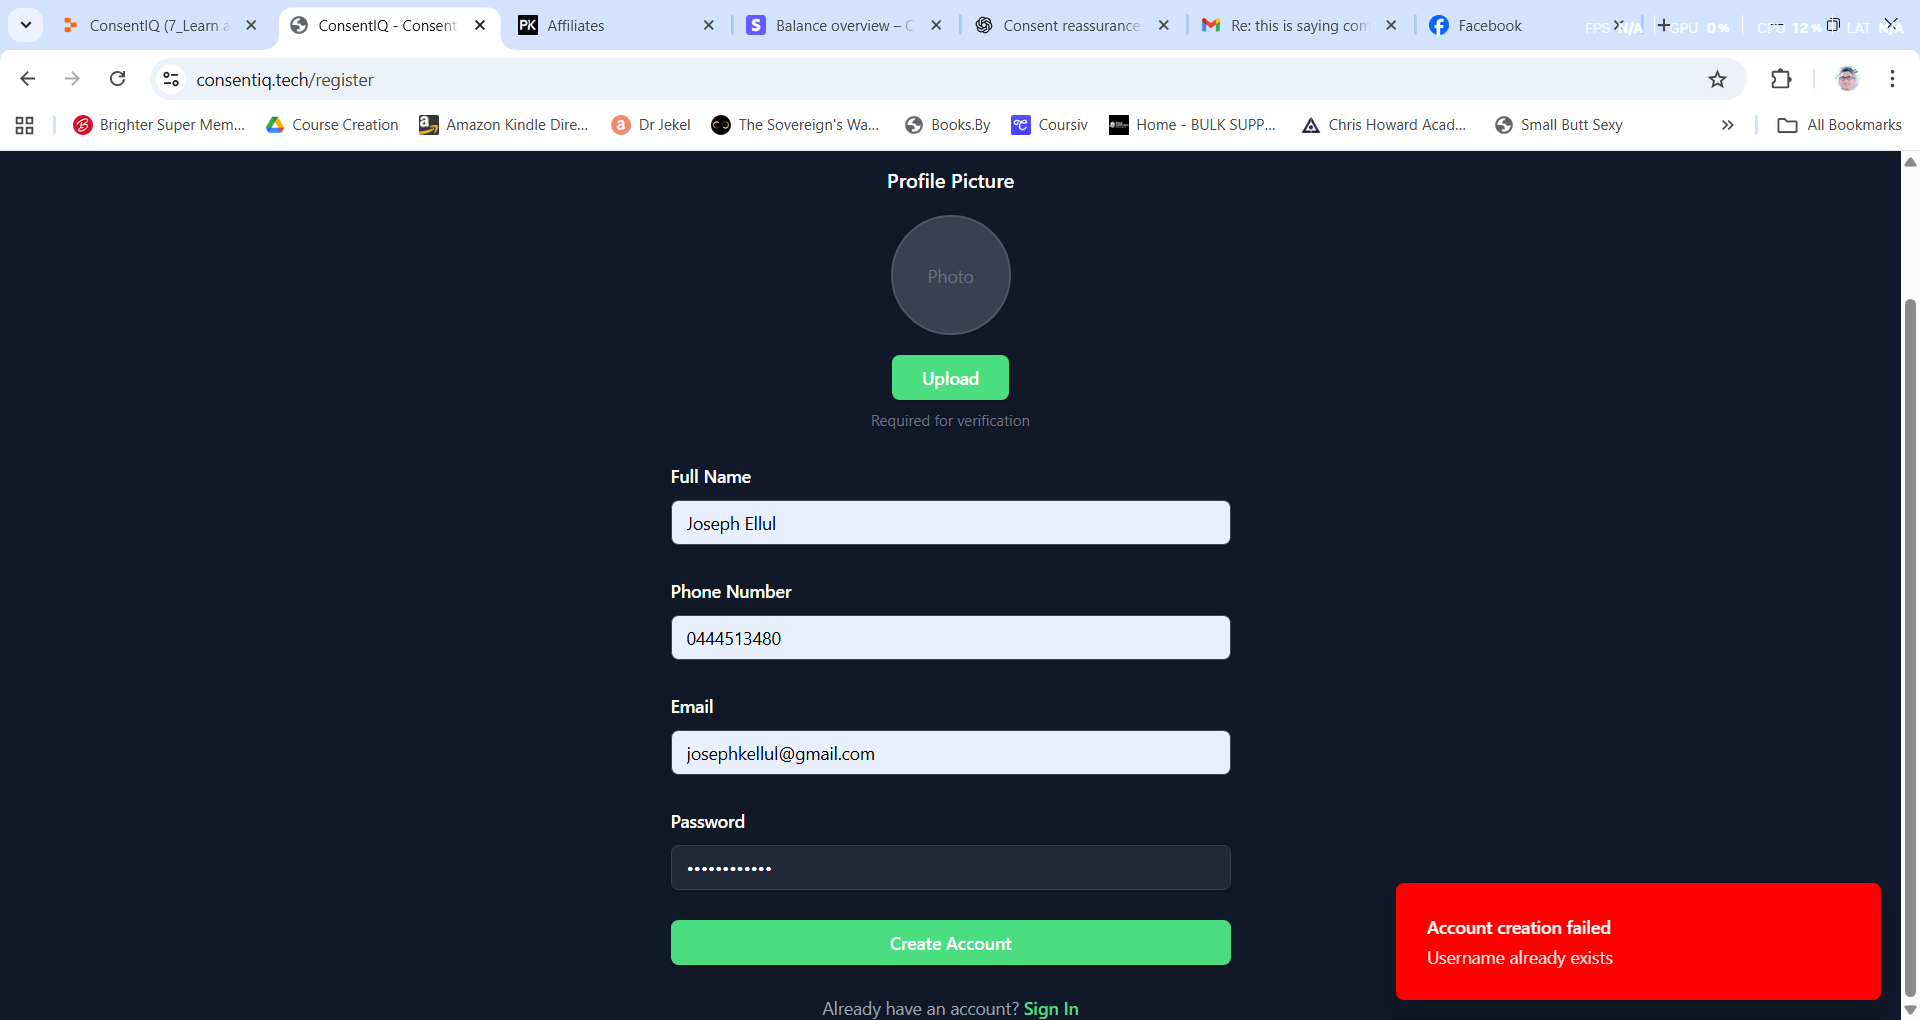 ConsentIQ (7_Learn a
ConsentIQ - Consent
PK Affiliates
S Balance overview – C
Consent reassurance
Re: this is saying con
Facebook
FPS N/A GPU 0% CPU 12% LAT N/A
consentiq.tech/register
B Brighter Super Mem...
Course Creation
Amazon Kindle Dire...
a Dr Jekel
The Sovereign's Wa...
Books.By
Coursiv
Home - BULK SUPP...
Chris Howard Acad...
Small Butt Sexy
All Bookmarks
Profile Picture
Photo
Upload
Required for verification
Full Name
Joseph Ellul
Phone Number
0444513480
Email
josephkellul@gmail.com
Password
••••••••••••
Create Account
Already have an account? Sign In
Account creation failed
Username already exists